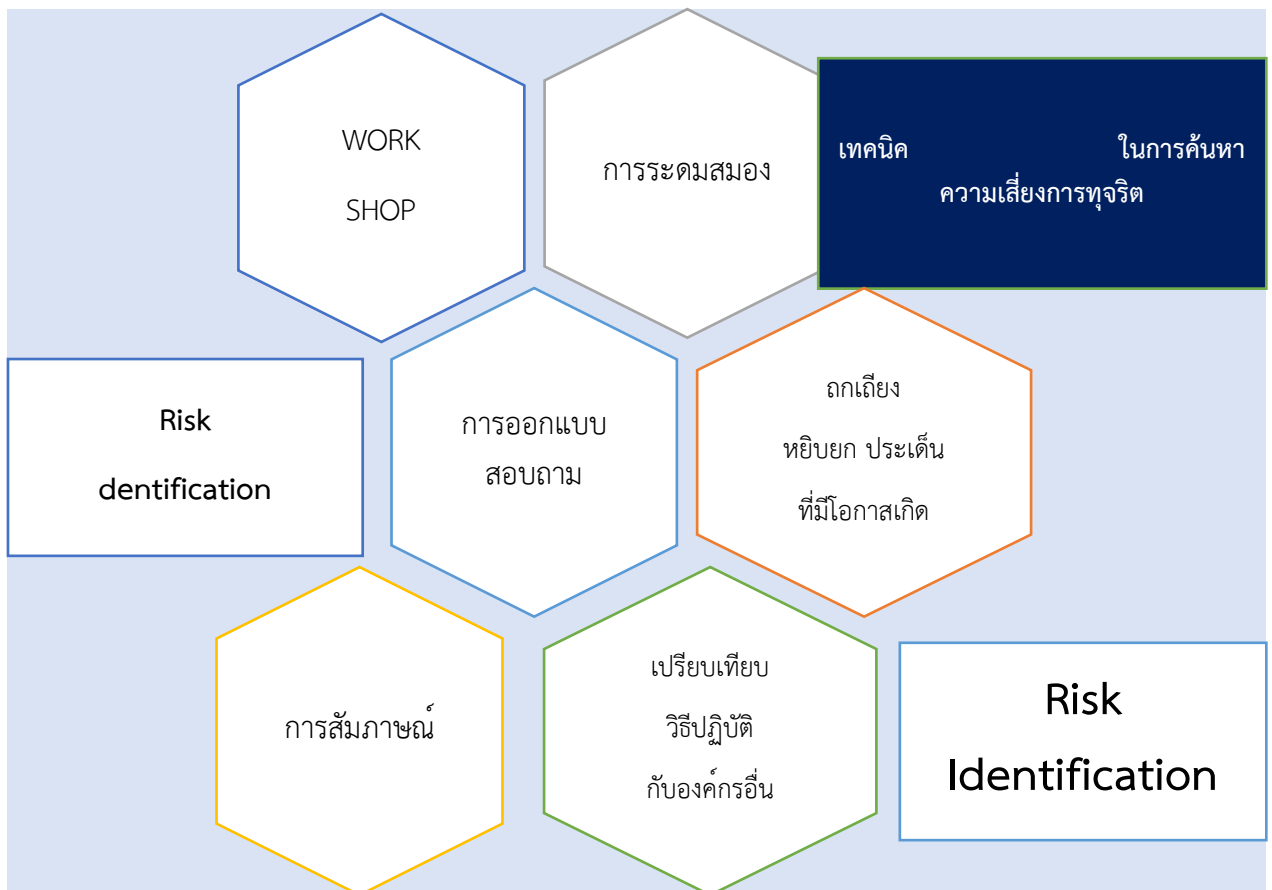 WORK
SHOP
การระดมสมอง
เทคนิค ในการค้นหา
ความเสี่ยงการทุจริต
Risk
dentification
การออกแบบ
สอบถาม
ถกเถียง
หยิบยก ประเด็น
ที่มีโอกาสเกิด
การสัมภาษณ์
เปรียบเทียบ
วิธีปฏิบัติ
กับองค์กรอื่น
Risk
Identification